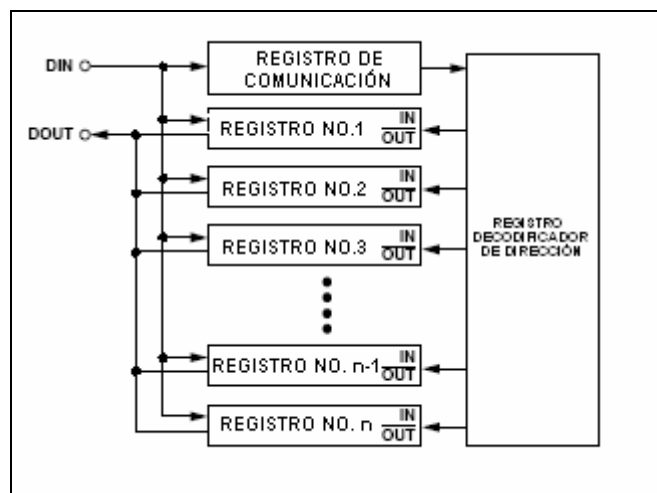 DIN
REGISTRO DE
COMUNICACIÓN
DOUT
REGISTRO NO.1
IN
OUT
REGISTRO NO.2
IN
OUT
REGISTRO NO.3
IN
OUT
REGISTRO
DECODIFICADOR
DE DIRECCIÓN
REGISTRO NO. n-1
IN
OUT
REGISTRO NO. n
IN
OUT